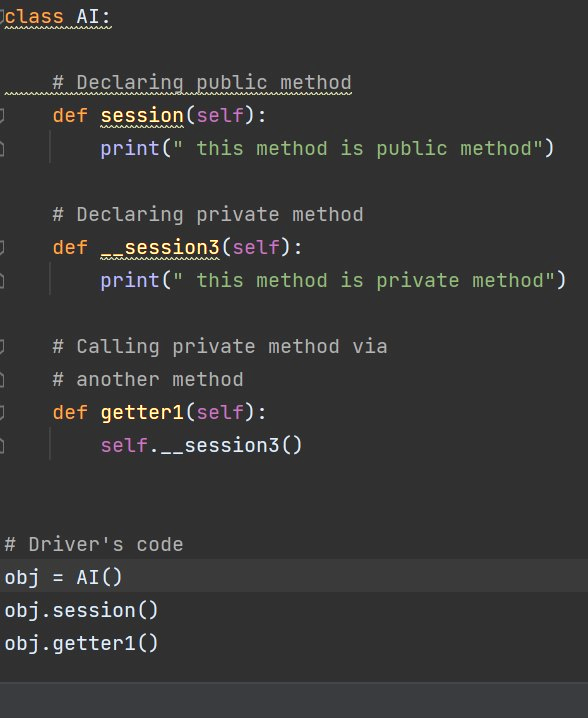 class AI:
    # Declaring public method
    def session(self):
        print(" this method is public method")
    # Declaring private method
    def __session3(self):
        print(" this method is private method")
    # Calling private method via
    # another method
    def getter1(self):
        self.__session3()
# Driver's code
obj = AI()
obj.session()
obj.getter1()